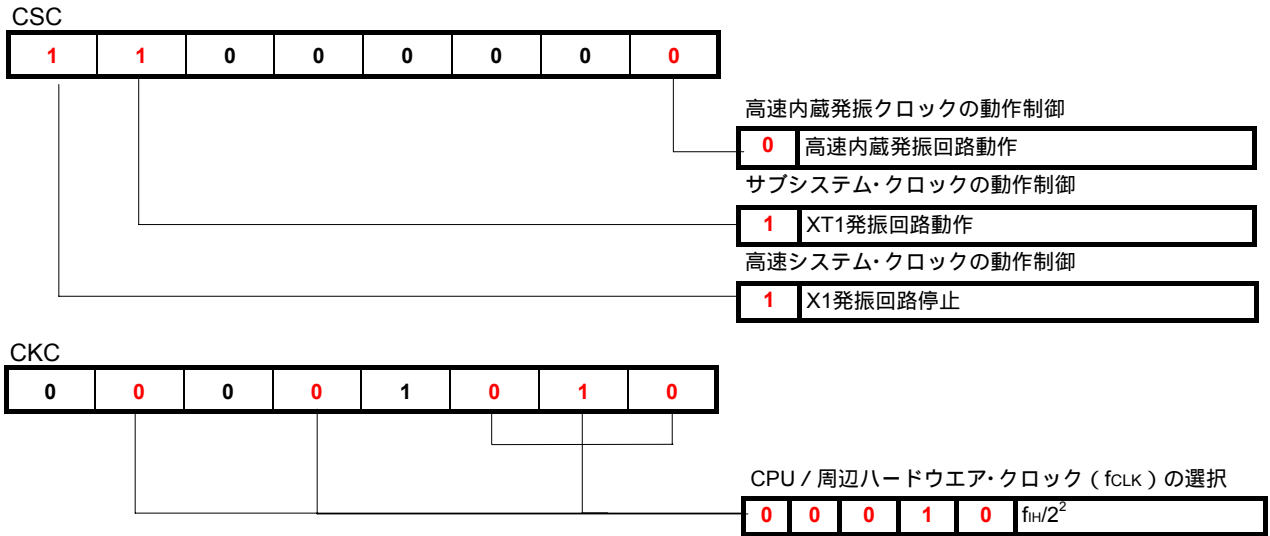 CSC
1 1 0 0 0 0 0 0
高速内蔵発振クロックの動作制御
0 高速内蔵発振回路動作
サブシステム・クロックの動作制御
1 XT1発振回路動作
高速システム・クロックの動作制御
1 X1発振回路停止
CKC
0 0 0 0 1 0 1 0
CPU / 周辺ハードウエア・クロック ( fCLK ) の選択
0 0 0 1 0 fIH/2²